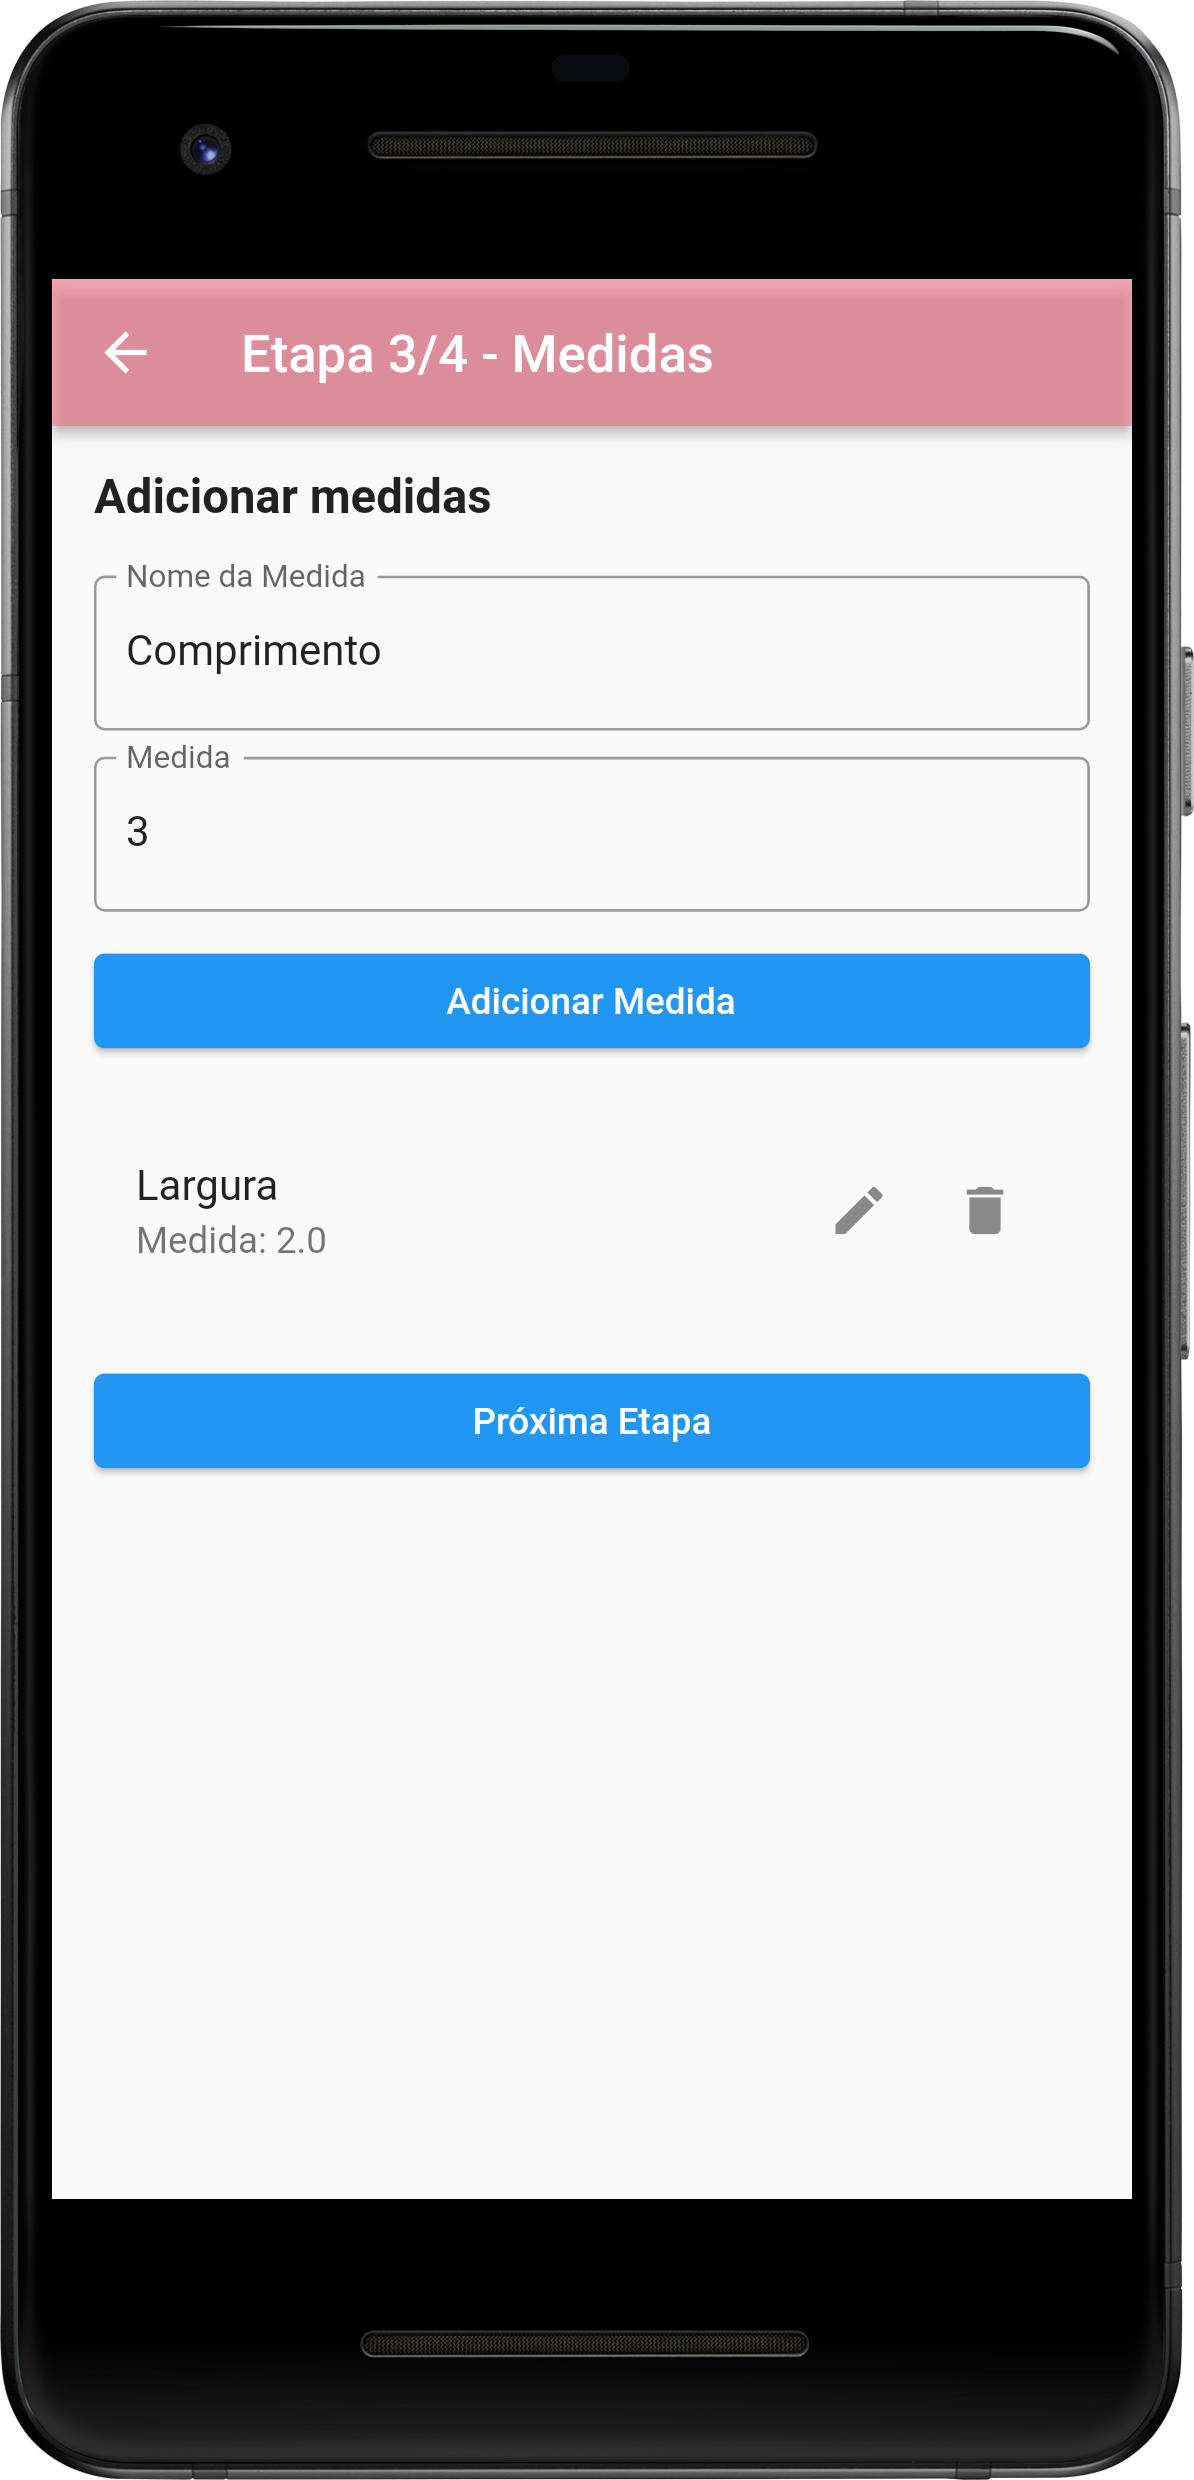 Etapa 3/4 - Medidas
Adicionar medidas
Nome da Medida
Comprimento
Medida
3
Adicionar Medida
Largura
Medida: 2.0
Próxima Etapa